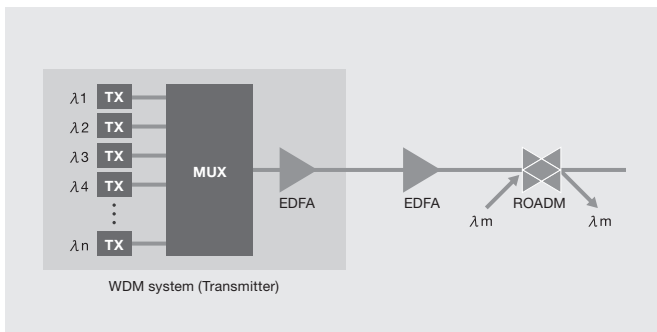 λ1 TX
λ2 TX
λ3 TX
λ4 TX
λn TX
MUX
EDFA
EDFA
ROADM
λm
λm
WDM system (Transmitter)